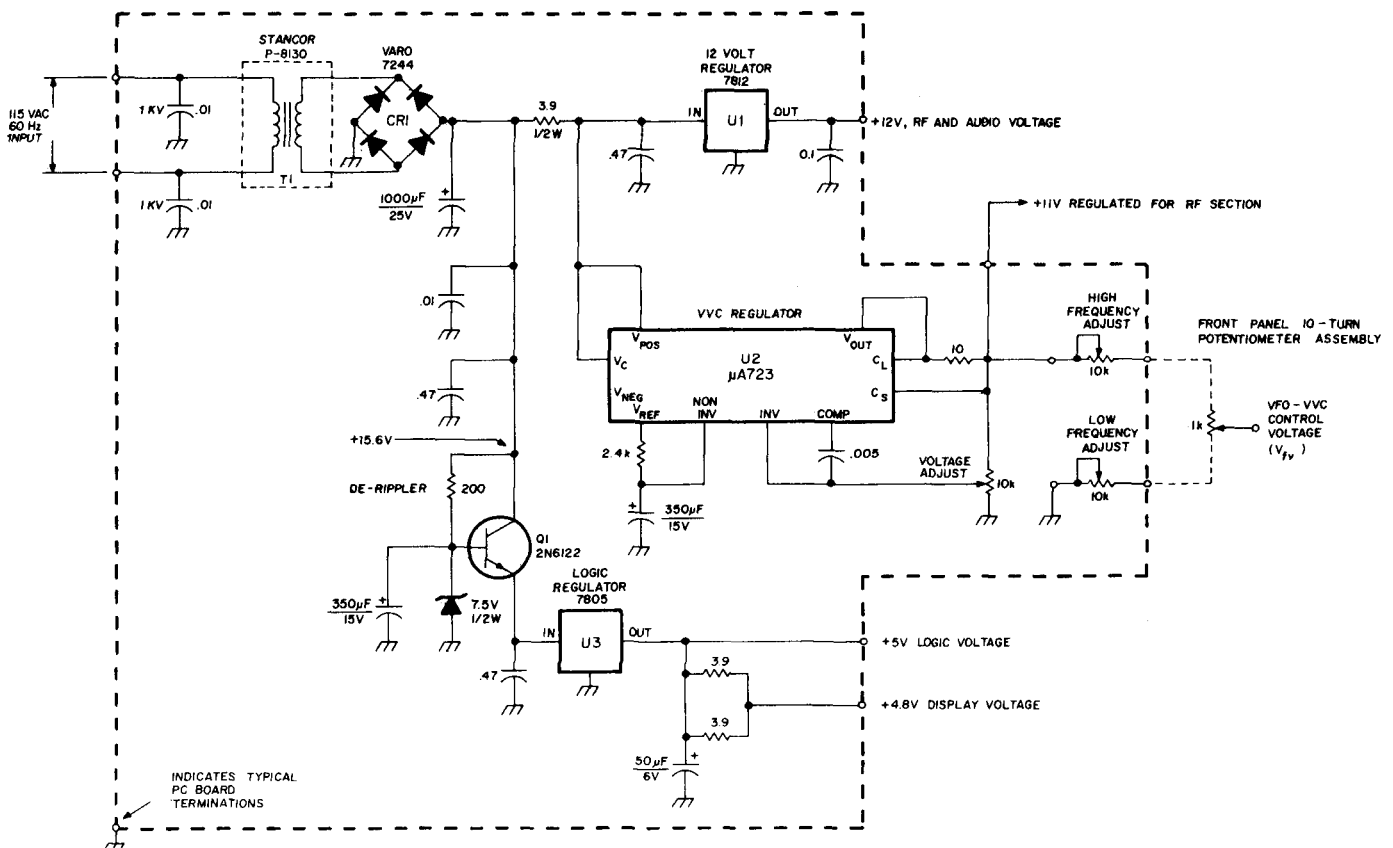 STANCOR
P-8130
VARO
7244
12 VOLT
REGULATOR
7812
115 VAC
60 Hz
INPUT
1 KV
.01
T1
CR1
3.9
1/2W
IN
U1
OUT
+12V, RF AND AUDIO VOLTAGE
.47
0.1
1 KV
.01
1000µF
25V
+
+11V REGULATED FOR RF SECTION
.01
VVC REGULATOR
HIGH
FREQUENCY
ADJUST
FRONT PANEL 10-TURN
POTENTIOMETER ASSEMBLY
VPOS
VOUT
VC
U2
µA723
CL
10
10k
VNEG
CS
.47
VREF
NON
INV
INV
COMP
LOW
FREQUENCY
ADJUST
1k
VFO-VVC
CONTROL
VOLTAGE
(Vfv)
+15.6V
2.4k
.005
VOLTAGE
ADJUST
10k
10k
DE-RIPPLER
200
+
350µF
15V
Q1
2N6122
LOGIC
REGULATOR
7805
350µF
15V
+
7.5V
1/2W
IN
U3
OUT
+5V LOGIC VOLTAGE
.47
3.9
+4.8V DISPLAY VOLTAGE
3.9
50µF
6V
+
INDICATES TYPICAL
PC BOARD
TERMINATIONS